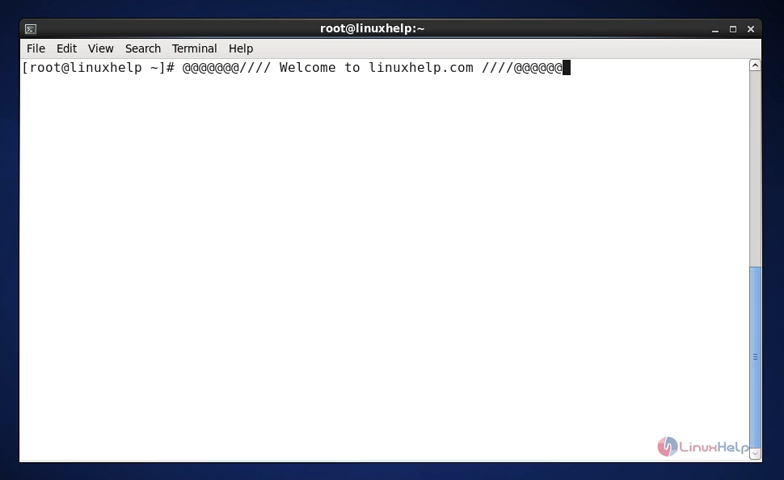 root@linuxhelp:~
File Edit View Search Terminal Help
[root@linuxhelp ~]# @@@@@@@//// Welcome to linuxhelp.com ////@@@@@@
LinuxHelp